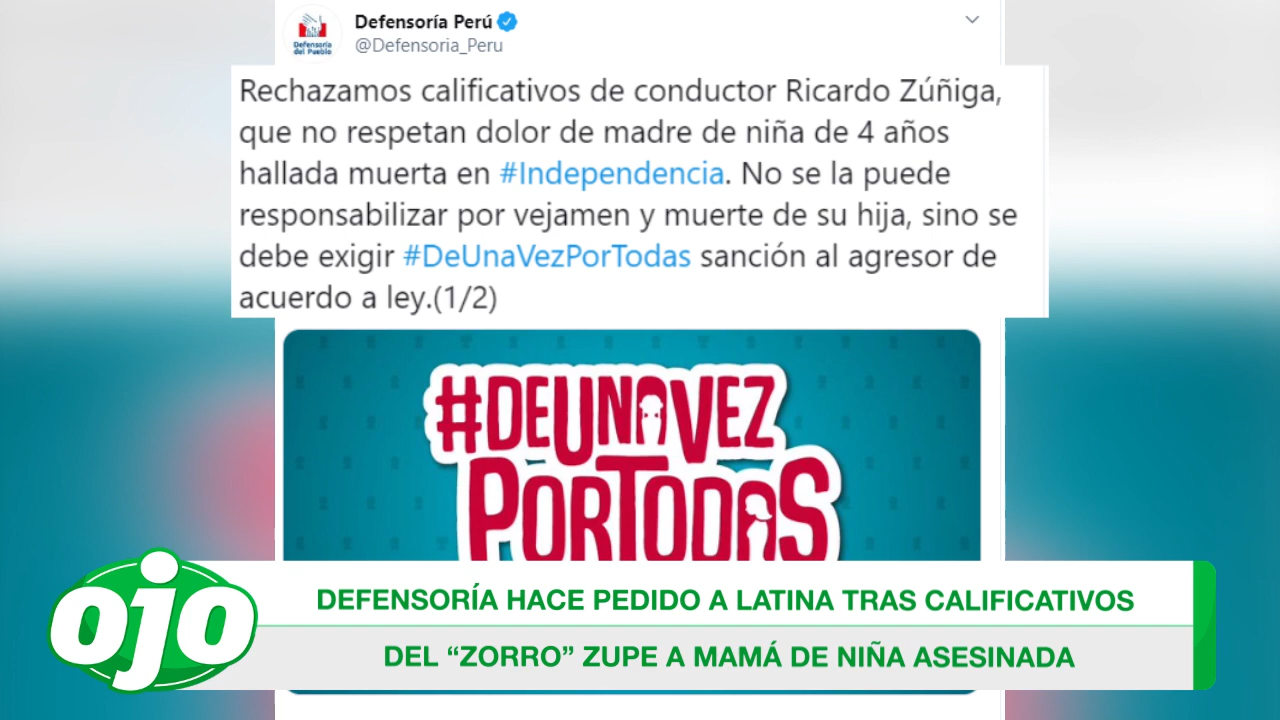 Defensoría Perú
@Defensoria_Peru
Defensoría
del Pueblo
Rechazamos calificativos de conductor Ricardo Zúñiga,
que no respetan dolor de madre de niña de 4 años
hallada muerta en #Independencia. No se la puede
responsabilizar por vejamen y muerte de su hija, sino se
debe exigir #DeUnaVezPorTodas sanción al agresor de
acuerdo a ley.(1/2)
#DEUNAVEZ
PORTODAS
ojo
DEFENSORÍA HACE PEDIDO A LATINA TRAS CALIFICATIVOS
DEL “ZORRO” ZUPE A MAMÁ DE NIÑA ASESINADA